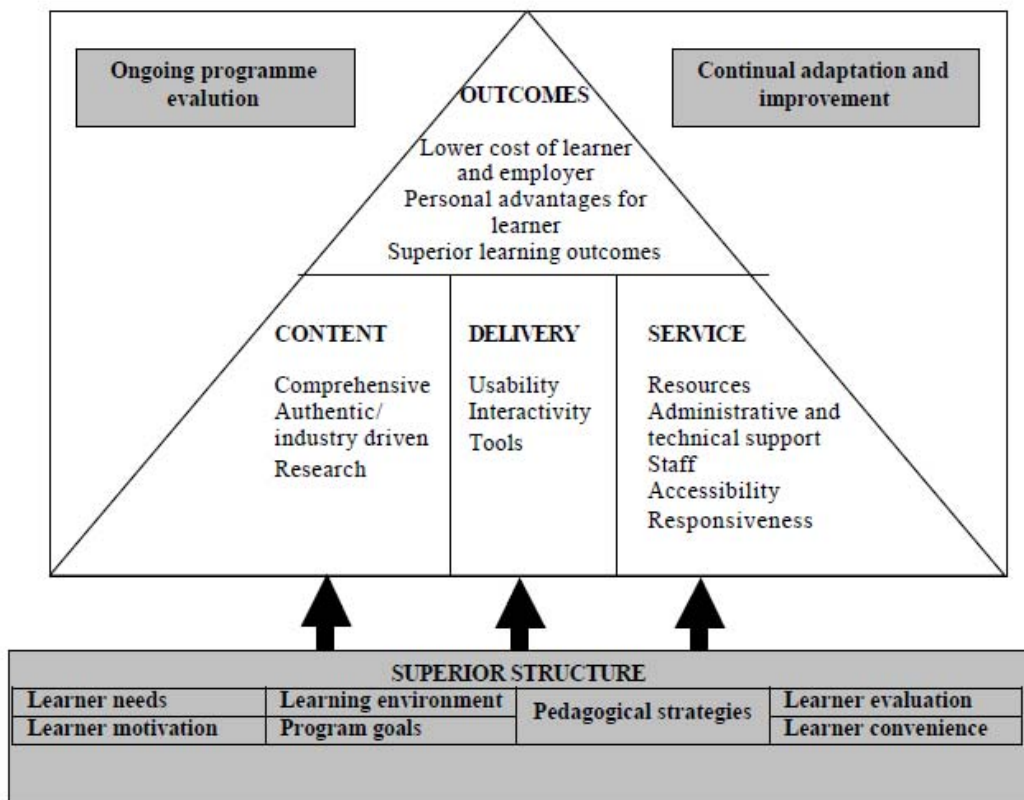 Ongoing programme
evalution
Continual adaptation and
improvement
OUTCOMES
Lower cost of learner
and employer
Personal advantages for
learner
Superior learning outcomes
CONTENT
Comprehensive
Authentic/
industry driven
Research
DELIVERY
Usability
Interactivity
Tools
SERVICE
Resources
Administrative and
technical support
Staff
Accessibility
Responsiveness
SUPERIOR STRUCTURE
Learner needs
Learner motivation
Learning environment
Program goals
Pedagogical strategies
Learner evaluation
Learner convenience